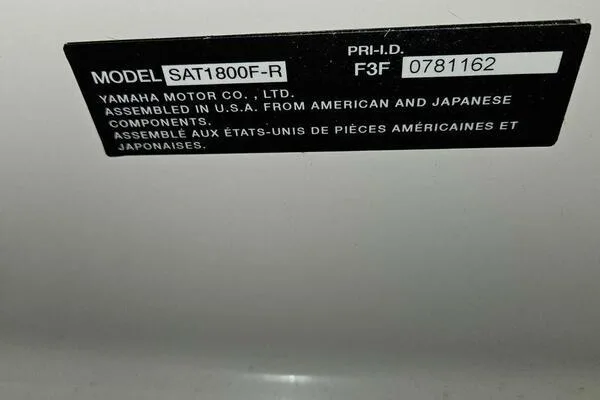 PRI-I.D.
MODEL SAT1800F-R F3F 0781162
YAMAHA MOTOR CO., LTD.
ASSEMBLED IN U.S.A. FROM AMERICAN AND JAPANESE
COMPONENTS.
ASSEMBLÉ AUX ÉTATS-UNIS DE PIÈCES AMÉRICAINES ET
JAPONAISES.